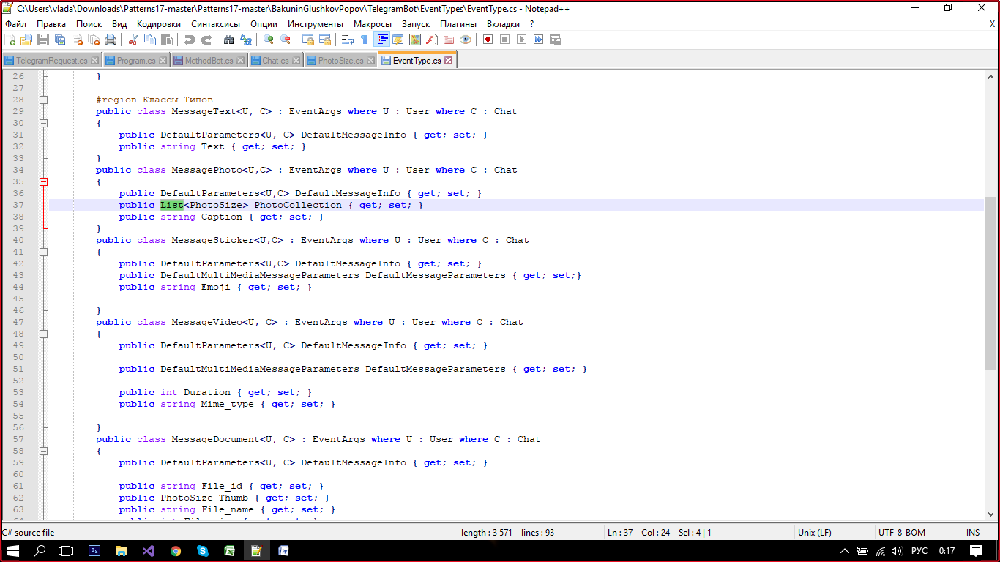 C:\Users\vlada\Downloads\Patterns17-master\Patterns17-master\BakuninGlushkovPopov\TelegramBot\EventTypes\EventType.cs - Notepad++
Файл Правка Поиск Вид Кодировки Синтаксисы Опции Инструменты Макросы Запуск Плагины Вкладки ? X
TelegramRequest.cs Program.cs MethodBot.cs Chat.cs PhotoSize.cs EventType.cs
26 }
27
28 #region Классы Типов
29 public class MessageText<U, C> : EventArgs where U : User where C : Chat
30 {
31 public DefaultParameters<U, C> DefaultMessageInfo { get; set; }
32 public string Text { get; set; }
33 }
34 public class MessagePhoto<U,C> : EventArgs where U : User where C : Chat
35 {
36 public DefaultParameters<U,C> DefaultMessageInfo { get; set; }
37 public List<PhotoSize> PhotoCollection { get; set; }
38 public string Caption { get; set; }
39 }
40 public class MessageSticker<U,C> : EventArgs where U : User where C : Chat
41 {
42 public DefaultParameters<U,C> DefaultMessageInfo { get; set; }
43 public DefaultMultiMediaMessageParameters DefaultMessageParameters { get; set;}
44 public string Emoji { get; set; }
45
46 }
47 public class MessageVideo<U, C> : EventArgs where U : User where C : Chat
48 {
49 public DefaultParameters<U, C> DefaultMessageInfo { get; set; }
50
51 public DefaultMultiMediaMessageParameters DefaultMessageParameters { get; set; }
52
53 public int Duration { get; set; }
54 public string Mime_type { get; set; }
55
56 }
57 public class MessageDocument<U, C> : EventArgs where U : User where C : Chat
58 {
59 public DefaultParameters<U, C> DefaultMessageInfo { get; set; }
60
61 public string File_id { get; set; }
62 public PhotoSize Thumb { get; set; }
63 public string File_name { get; set; }
64 public int File_size { get; set; }
C# source file length : 3 571 lines : 93 Ln : 37 Col : 24 Sel : 4 | 1 Unix (LF) UTF-8-BOM INS
РУС 0:17